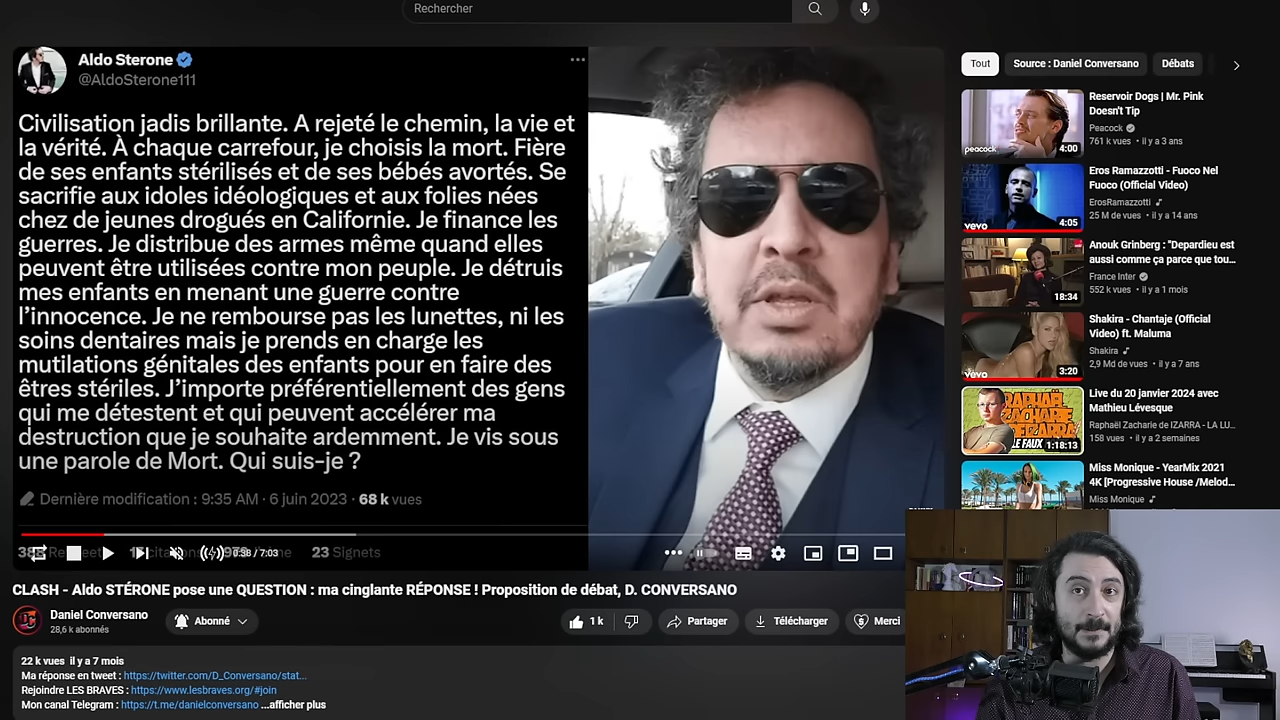 Rechercher
Aldo Sterone
@AldoSterone111
Civilisation jadis brillante. A rejeté le chemin, la vie et
la vérité. À chaque carrefour, je choisis la mort. Fière
de ses enfants stérilisés et de ses bébés avortés. Se
sacrifie aux idoles idéologiques et aux folies nées
chez de jeunes drogués en Californie. Je finance les
guerres. Je distribue des armes même quand elles
peuvent être utilisées contre mon peuple. Je détruis
mes enfants en menant une guerre contre
l'innocence. Je ne rembourse pas les lunettes, ni les
soins dentaires mais je prends en charge les
mutilations génitales des enfants pour en faire des
êtres stériles. J'importe préférentiellement des gens
qui me détestent et qui peuvent accélérer ma
destruction que je souhaite ardemment. Je vis sous
une parole de Mort. Qui suis-je ?
Dernière modification : 9:35 AM · 6 juin 2023 · 68 k vues
/ 7:03
23 Signets
CLASH - Aldo STÉRONE pose une QUESTION : ma cinglante RÉPONSE ! Proposition de débat, D. CONVERSANO
Daniel Conversano
28,6 k abonnés
Abonné
1 k
Partager
Télécharger
Merci
22 k vues il y a 7 mois
Ma réponse en tweet : https://twitter.com/D_Conversano/stat...
Rejoindre LES BRAVES : https://www.lesbraves.org/#join
Mon canal Telegram : https://t.me/danielconversano ...afficher plus
Tout
Source : Daniel Conversano
Débats
Reservoir Dogs | Mr. Pink
Doesn't Tip
Peacock
761 k vues • il y a 3 ans
peacock
4:00
Eros Ramazzotti - Fuoco Nel
Fuoco (Official Video)
ErosRamazzotti
25 M de vues • il y a 14 ans
vevo
4:05
Anouk Grinberg : "Depardieu est
aussi comme ça parce que tou...
France Inter
552 k vues • il y a 1 mois
18:34
Shakira - Chantaje (Official
Video) ft. Maluma
Shakira
2,9 Md de vues • il y a 7 ans
vevo
3:20
Live du 20 janvier 2024 avec
Mathieu Lévesque
Raphaël Zacharie de IZARRA - LA LU...
158 vues • il y a 2 semaines
RAPHAËL
ZACHARIE
DE IZARRA
LE FAUX
1:18:13
Miss Monique - YearMix 2021
4K [Progressive House /Melod...
Miss Monique